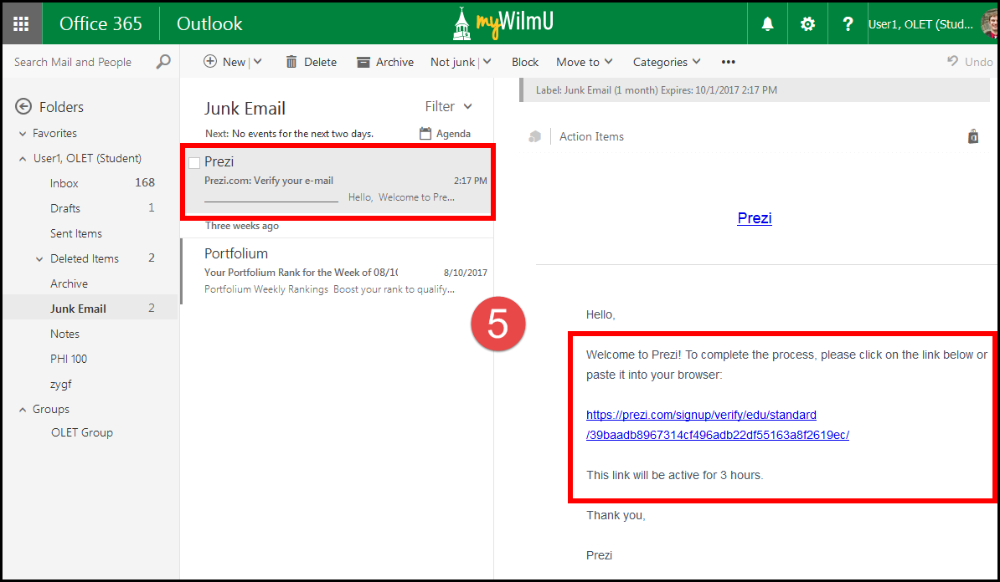 Office 365
Outlook
myWilmU
?
User1, OLET (Stud...
Search Mail and People
New
Delete
Archive
Not junk
Block
Move to
Categories
•••
Undo
Folders
Favorites
User1, OLET (Student)
Inbox 168
Drafts 1
Sent Items
Deleted Items 2
Archive
Junk Email 2
Notes
PHI 100
zygf
Groups
OLET Group
Junk Email
Filter
Next: No events for the next two days.
Agenda
Prezi
Prezi.com: Verify your e-mail 2:17 PM
Hello, Welcome to Pre...
Three weeks ago
Portfolium
Your Portfolium Rank for the Week of 08/10 8/10/2017
Portfolium Weekly Rankings Boost your rank to qualify...
5
Label: Junk Email (1 month) Expires: 10/1/2017 2:17 PM
Action Items
Prezi
Hello,
Welcome to Prezi! To complete the process, please click on the link below or
paste it into your browser:
https://prezi.com/signup/verify/edu/standard
/39baadb8967314cf496adb22df55163a8f2619ec/
This link will be active for 3 hours.
Thank you,
Prezi